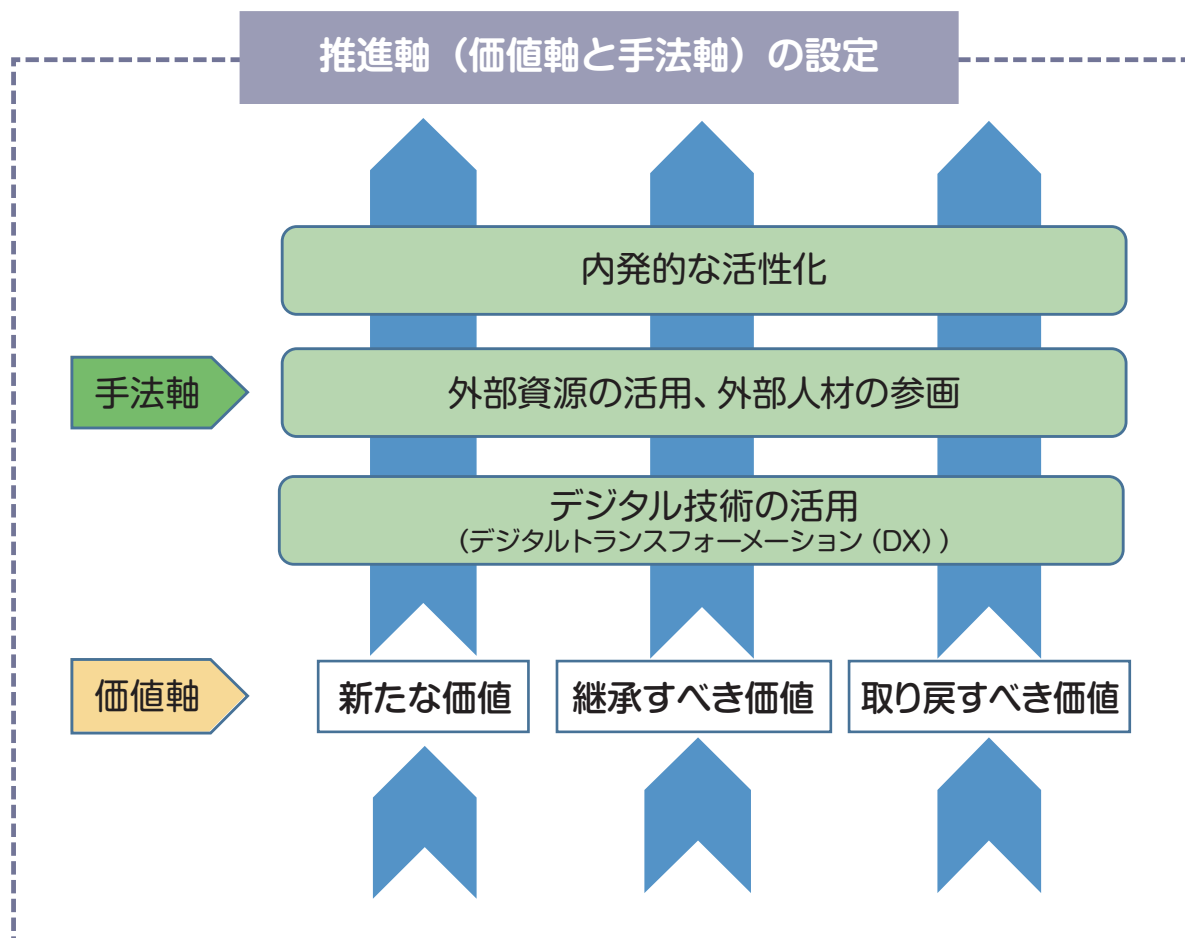 推進軸（価値軸と手法軸）の設定
内発的な活性化
手法軸
外部資源の活用、外部人材の参画
デジタル技術の活用
（デジタルトランスフォーメーション（DX））
価値軸
新たな価値
継承すべき価値
取り戻すべき価値